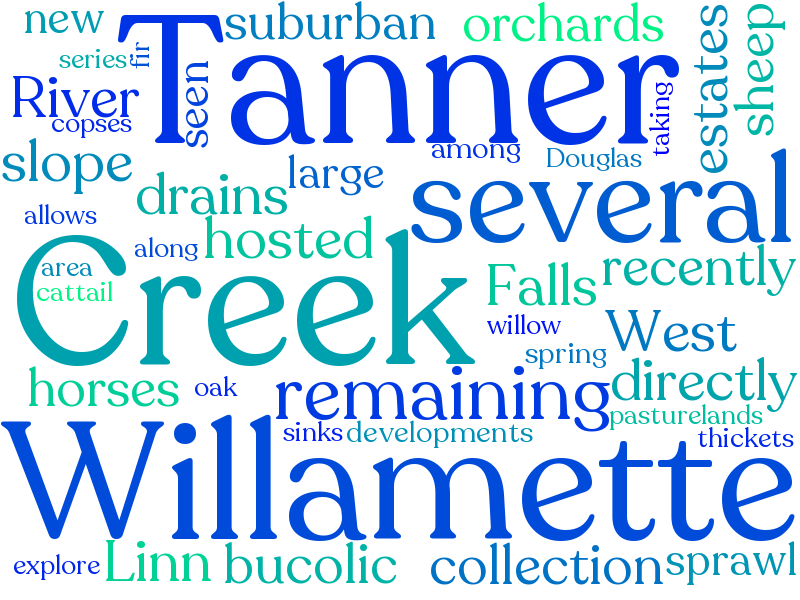 new
suburban
orchards
estates
sheep
Tanner
series
fir
River
seen
copses
taking
among
Douglas
slope
large
several
drains
allows
along
hosted
Creek
area
cattail
Falls
recently
willow
West
spring
horses
oak
remaining
directly
pasturelands
sinks
developments
thickets
Willamette
explore
Linn
bucolic
collection
sprawl